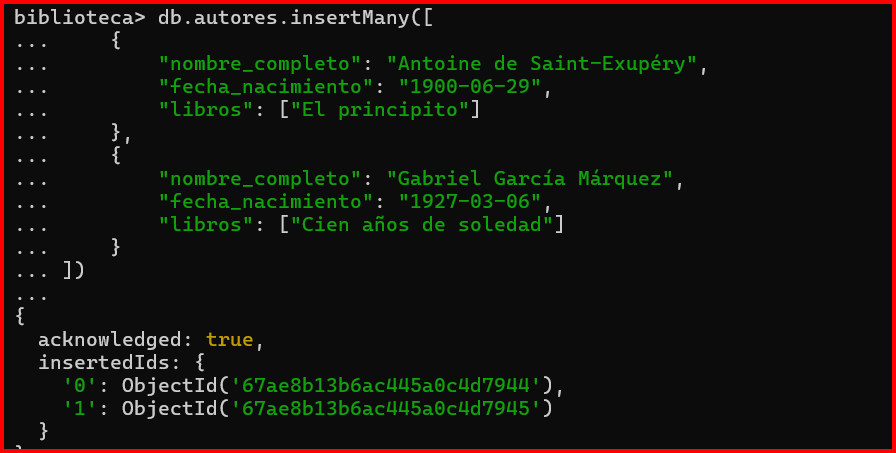 biblioteca> db.autores.insertMany([
...     {
...         "nombre_completo": "Antoine de Saint-Exupéry",
...         "fecha_nacimiento": "1900-06-29",
...         "libros": ["El principito"]
...     },
...     {
...         "nombre_completo": "Gabriel García Márquez",
...         "fecha_nacimiento": "1927-03-06",
...         "libros": ["Cien años de soledad"]
...     }
... ])
...
{
  acknowledged: true,
  insertedIds: {
    '0': ObjectId('67ae8b13b6ac445a0c4d7944'),
    '1': ObjectId('67ae8b13b6ac445a0c4d7945')
  }
}